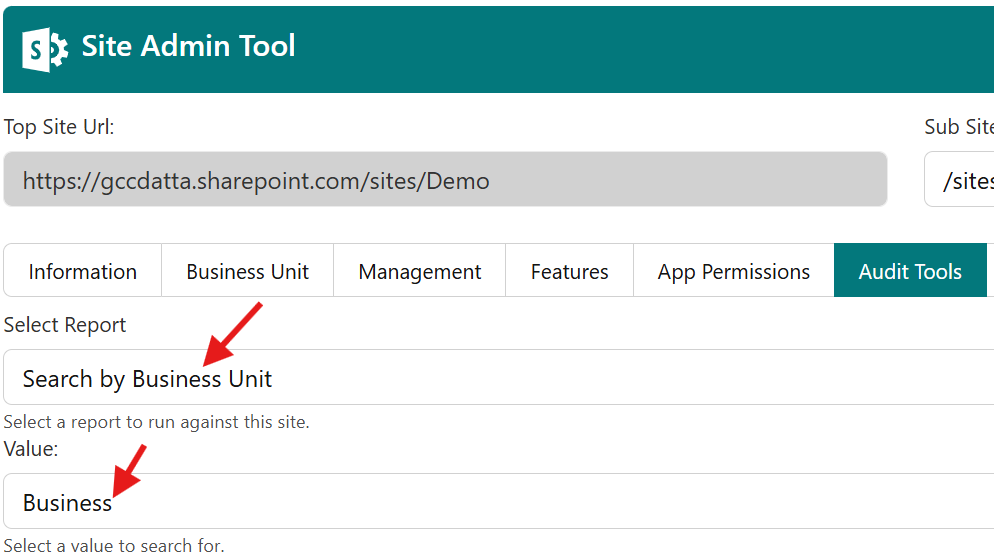 S
Site Admin Tool
Top Site Url:
Sub Site
https://gccdatta.sharepoint.com/sites/Demo
/sites
Information
Business Unit
Management
Features
App Permissions
Audit Tools
Select Report
Search by Business Unit
Select a report to run against this site.
Value:
Business
Select a value to search for.